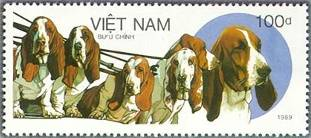 VIỆT NAM
BƯU CHÍNH
100đ
1989